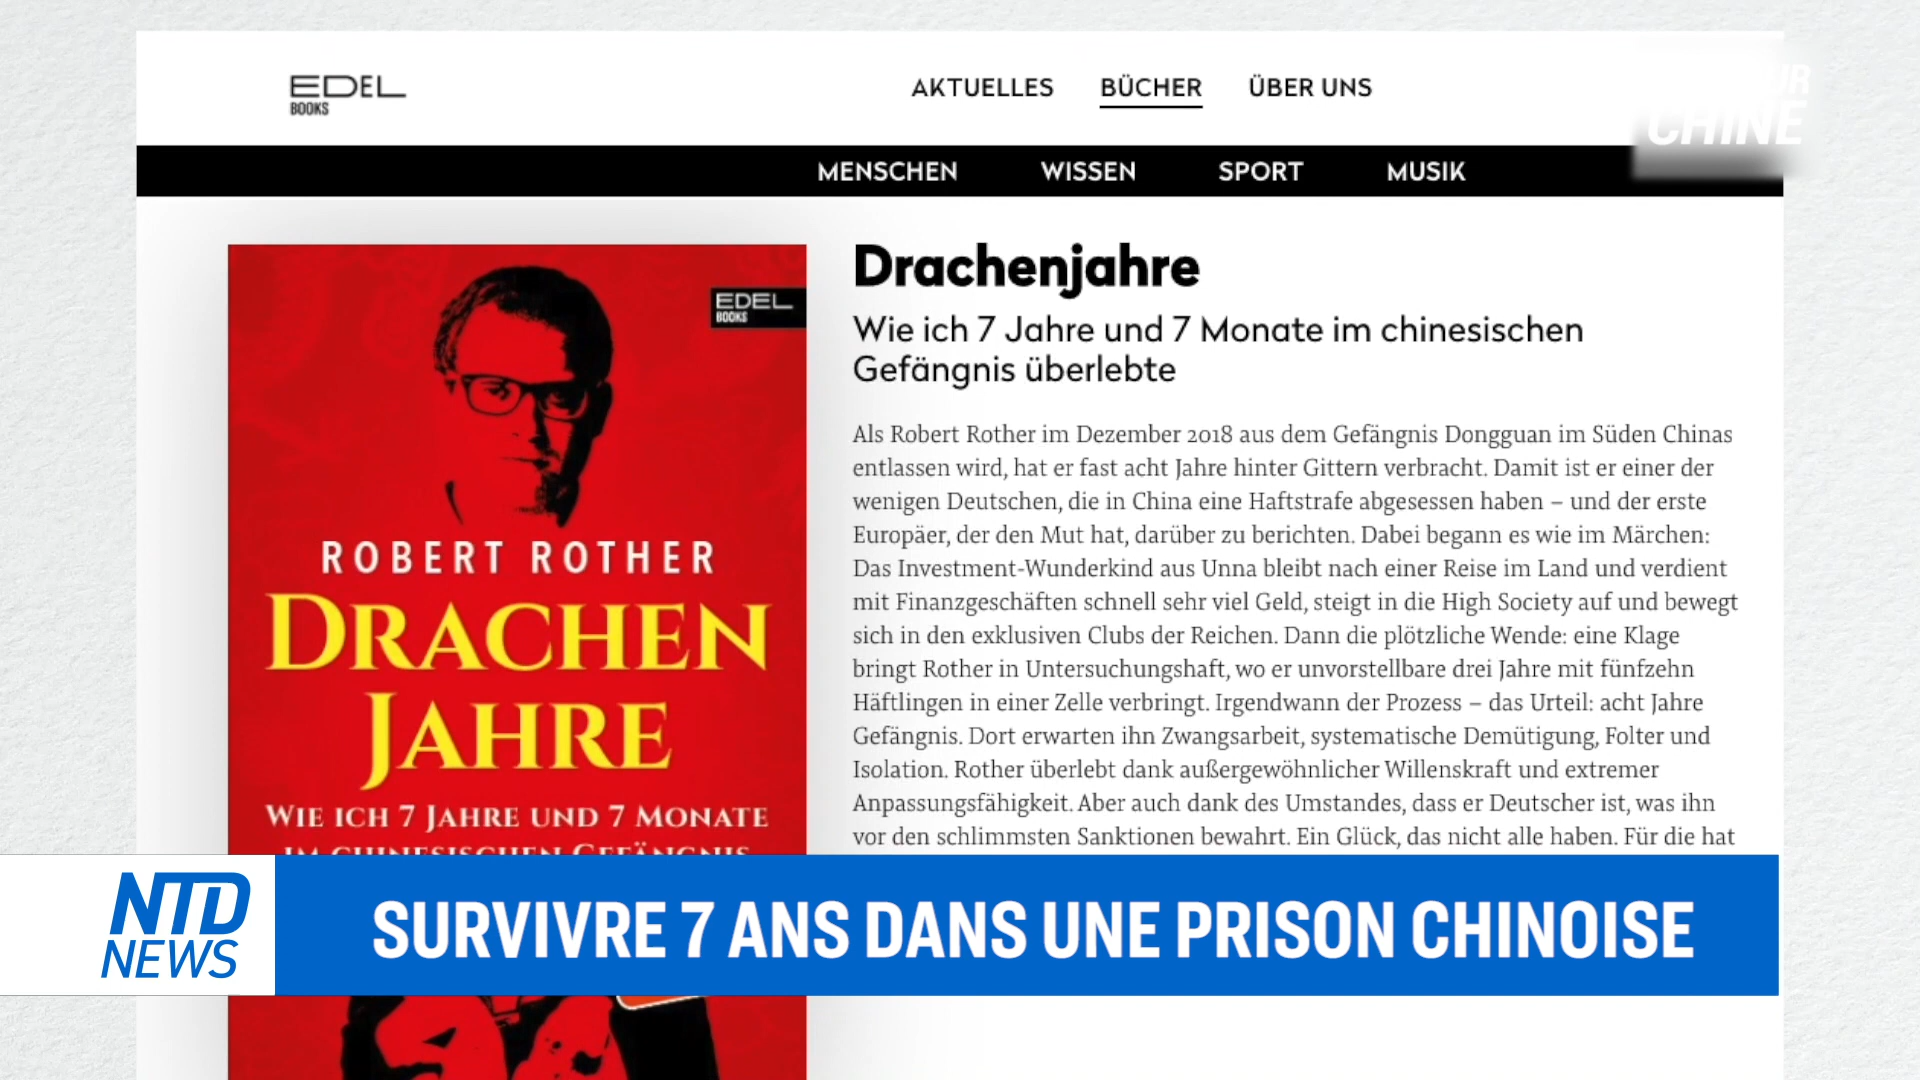 EDEL
BOOKS
AKTUELLES BÜCHER ÜBER UNS
CHINE
MENSCHEN WISSEN SPORT MUSIK
EDEL
BOOKS
ROBERT ROTHER
DRACHEN
JAHRE
WIE ICH 7 JAHRE UND 7 MONATE
IM CHINESISCHEN GEFÄNGNIS
Drachenjahre
Wie ich 7 Jahre und 7 Monate im chinesischen
Gefängnis überlebte
Als Robert Rother im Dezember 2018 aus dem Gefängnis Dongguan im Süden Chinas
entlassen wird, hat er fast acht Jahre hinter Gittern verbracht. Damit ist er einer der
wenigen Deutschen, die in China eine Haftstrafe abgesessen haben – und der erste
Europäer, der den Mut hat, darüber zu berichten. Dabei begann es wie im Märchen:
Das Investment-Wunderkind aus Unna bleibt nach einer Reise im Land und verdient
mit Finanzgeschäften schnell sehr viel Geld, steigt in die High Society auf und bewegt
sich in den exklusiven Clubs der Reichen. Dann die plötzliche Wende: eine Klage
bringt Rother in Untersuchungshaft, wo er unvorstellbare drei Jahre mit fünfzehn
Häftlingen in einer Zelle verbringt. Irgendwann der Prozess – das Urteil: acht Jahre
Gefängnis. Dort erwarten ihn Zwangsarbeit, systematische Demütigung, Folter und
Isolation. Rother überlebt dank außergewöhnlicher Willenskraft und extremer
Anpassungsfähigkeit. Aber auch dank des Umstandes, dass er Deutscher ist, was ihn
vor den schlimmsten Sanktionen bewahrt. Ein Glück, das nicht alle haben. Für die hat
NTD
NEWS
SURVIVRE 7 ANS DANS UNE PRISON CHINOISE